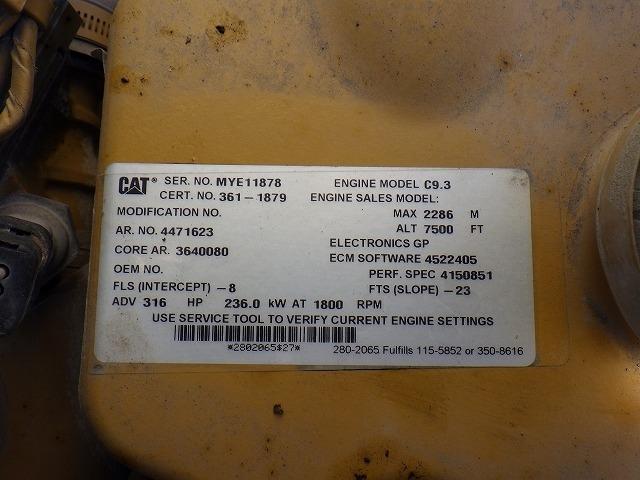 CAT® SER. NO. MYE11878 ENGINE MODEL C9.3
CERT. NO. 361-1879 ENGINE SALES MODEL:
MODIFICATION NO. MAX 2286 M
AR. NO. 4471623 ALT 7500 FT
ELECTRONICS GP
CORE AR. 3640080 ECM SOFTWARE 4522405
OEM NO. PERF. SPEC 4150851
FLS (INTERCEPT) -8 FTS (SLOPE) -23
ADV 316 HP 236.0 kW AT 1800 RPM
USE SERVICE TOOL TO VERIFY CURRENT ENGINE SETTINGS
*2802065$27*
280-2065 Fulfills 115-5852 or 350-8616